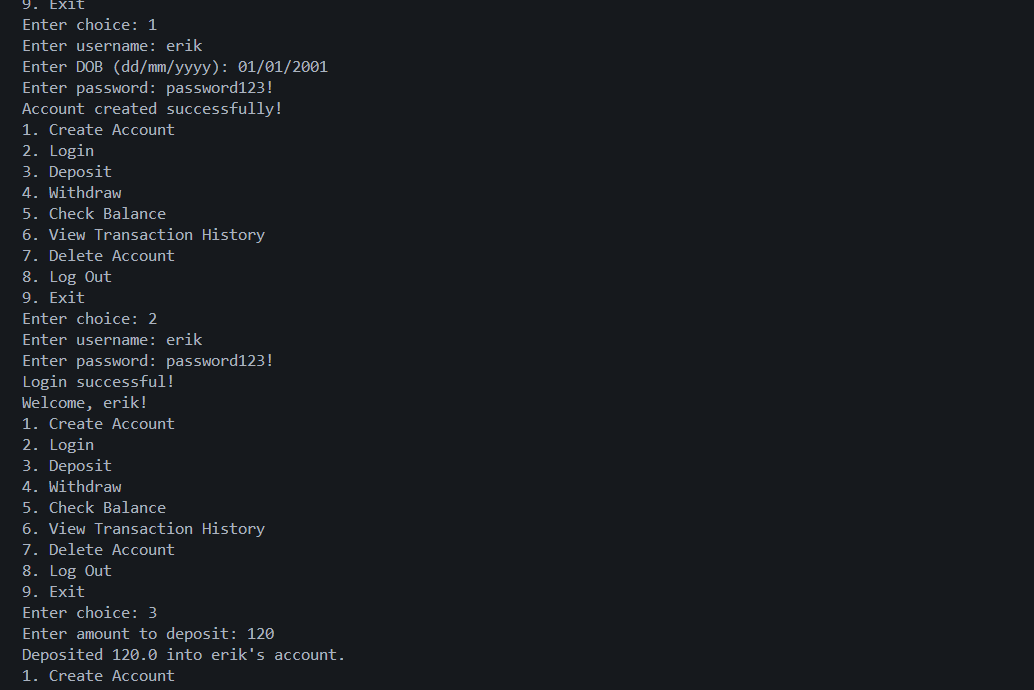 9. Exit
Enter choice: 1
Enter username: erik
Enter DOB (dd/mm/yyyy): 01/01/2001
Enter password: password123!
Account created successfully!
1. Create Account
2. Login
3. Deposit
4. Withdraw
5. Check Balance
6. View Transaction History
7. Delete Account
8. Log Out
9. Exit
Enter choice: 2
Enter username: erik
Enter password: password123!
Login successful!
Welcome, erik!
1. Create Account
2. Login
3. Deposit
4. Withdraw
5. Check Balance
6. View Transaction History
7. Delete Account
8. Log Out
9. Exit
Enter choice: 3
Enter amount to deposit: 120
Deposited 120.0 into erik's account.
1. Create Account